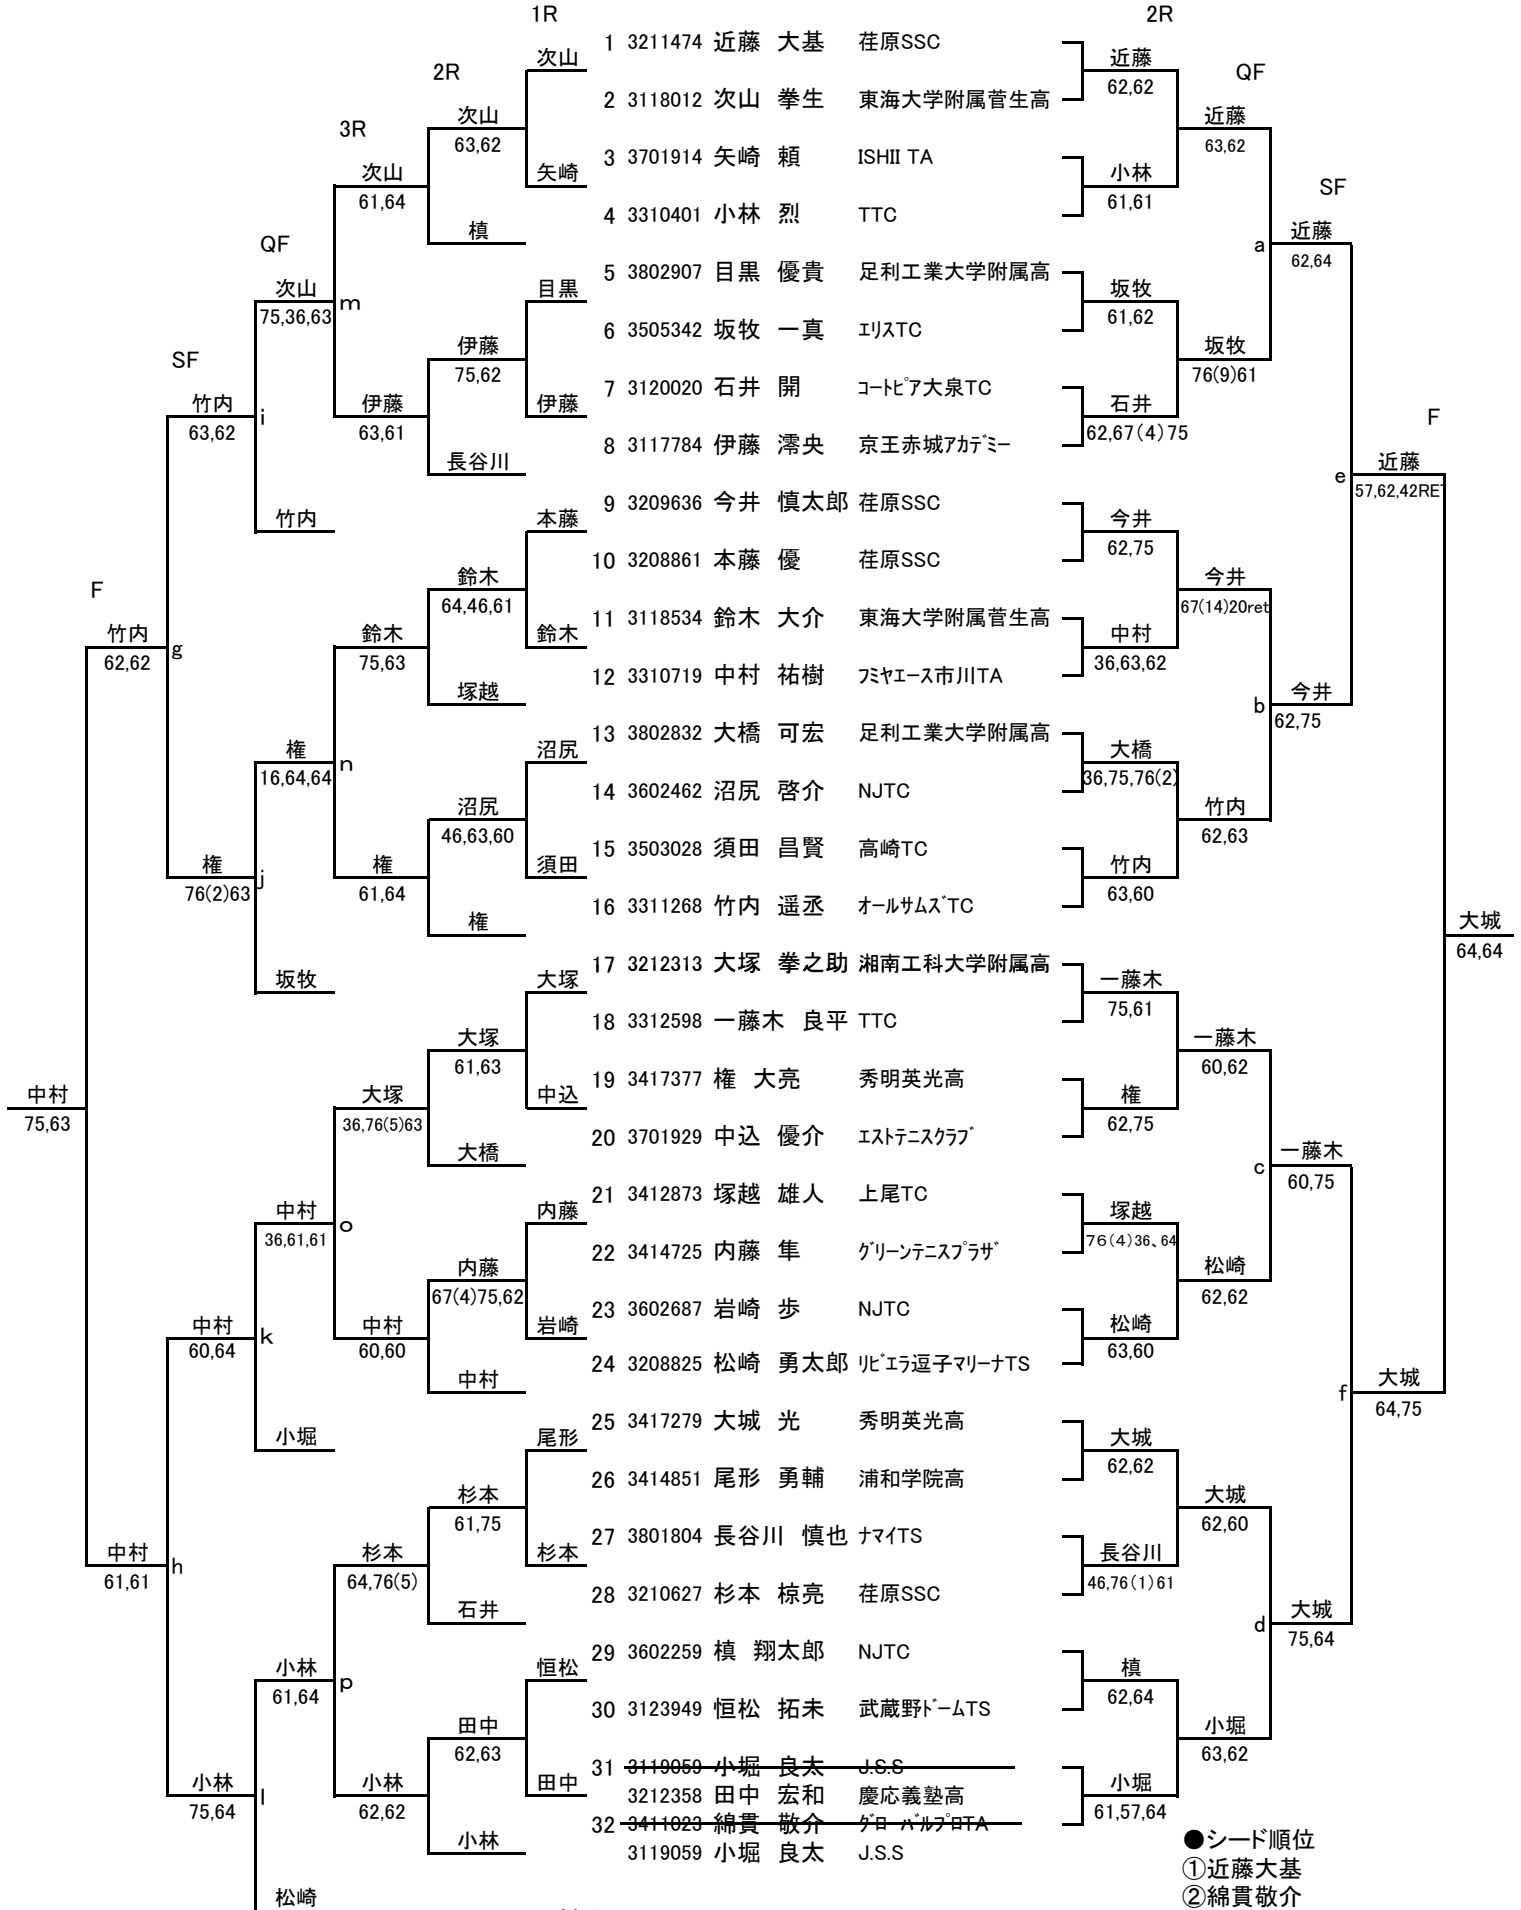 1R 2R
1 3211474 近藤 大基 荏原SSC
次山 近藤
2R 62,62 QF
2 3118012 次山 拳生 東海大学附属菅生高
次山 近藤
3R 63,62 63,62
3 3701914 矢崎 頼 ISHII TA
次山 矢崎 小林
61,64 61,61 SF
4 3310401 小林 烈 TTC
槙 近藤
QF a 62,64
5 3802907 目黒 優貴 足利工業大学附属高
次山 目黒 坂牧
75,36,63 m 61,62
6 3505342 坂牧 一真 エリスTC
伊藤 坂牧
SF 75,62 76(9)61
7 3120020 石井 開 コートピア大泉TC
竹内 伊藤 伊藤 石井
63,62 i 63,61 62,67(4)75 F
8 3117784 伊藤 澪央 京王赤城アカデミー
長谷川 近藤
e 57,62,42RET
9 3209636 今井 慎太郎 荏原SSC
竹内 本藤 今井
62,75
10 3208861 本藤 優 荏原SSC
F 鈴木 今井
64,46,61 67(14)20ret
11 3118534 鈴木 大介 東海大学附属菅生高
竹内 鈴木 鈴木 中村
62,62 g 75,63 36,63,62
12 3310719 中村 祐樹 フミヤエース市川TA
塚越 今井
b 62,75
13 3802832 大橋 可宏 足利工業大学附属高
権 沼尻 大橋
16,64,64 n 36,75,76(2)
14 3602462 沼尻 啓介 NJTC
沼尻 竹内
46,63,60 62,63
15 3503028 須田 昌賢 高崎TC
権 権 須田 竹内
76(2)63 j 61,64 63,60
16 3311268 竹内 遥丞 オールサムズTC
権 大城
64,64
17 3212313 大塚 拳之助 湘南工科大学附属高
坂牧 大塚 一藤木
75,61
18 3312598 一藤木 良平 TTC
大塚 一藤木
61,63 60,62
19 3417377 権 大亮 秀明英光高
中村 大塚 中込 権
75,63 36,76(5)63 62,75
20 3701929 中込 優介 エストテニスクラブ
大橋 一藤木
c 60,75
21 3412873 塚越 雄人 上尾TC
中村 内藤 塚越
36,61,61 o 76(4)36、64
22 3414725 内藤 隼 グリーンテニスプラザ
内藤 松崎
67(4)75,62 62,62
23 3602687 岩崎 歩 NJTC
中村 中村 岩崎 松崎
60,64 k 60,60 63,60
24 3208825 松崎 勇太郎 リビエラ逗子マリーナTS
中村 大城
f 64,75
25 3417279 大城 光 秀明英光高
小堀 尾形 大城
62,62
26 3414851 尾形 勇輔 浦和学院高
杉本 大城
61,75 62,60
27 3801804 長谷川 慎也 ナマイTS
中村 杉本 杉本 長谷川
61,61 h 64,76(5) 46,76(1)61
28 3210627 杉本 椋亮 荏原SSC
石井 大城
d 75,64
29 3602259 槙 翔太郎 NJTC
小林 恒松 槙
61,64 p 62,64
30 3123949 恒松 拓未 武蔵野ドームTS
田中 小堀
62,63 63,62
31 3119059 小堀 良太 J.S.S
小林 小林 田中 小堀
3212358 田中 宏和 慶応義塾高
75,64 l 62,62 61,57,64
32 3411023 綿貫 敬介 グローバルプロTA
小林 ●シード順位
3119059 小堀 良太 J.S.S
①近藤大基
松崎 ②綿貫敬介